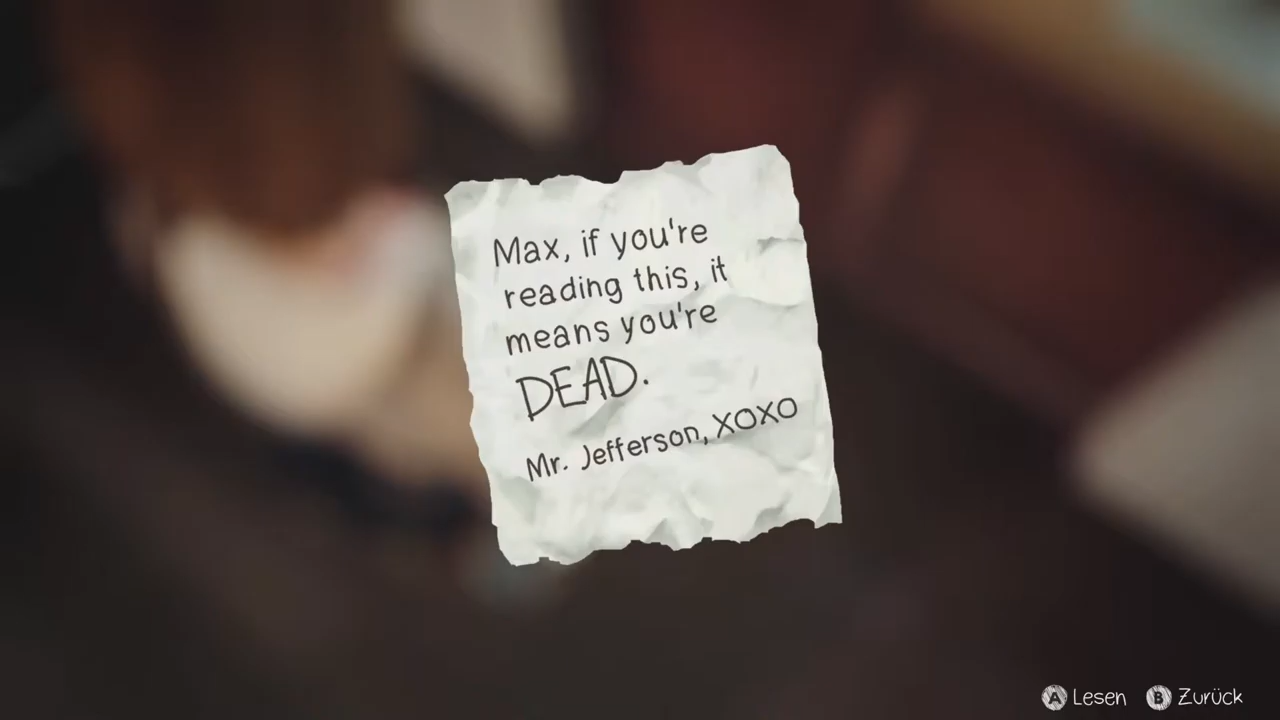 Max, if you're
reading this, it
means you're
DEAD.
Mr. Jefferson, XOXO
A Lesen B Zurück